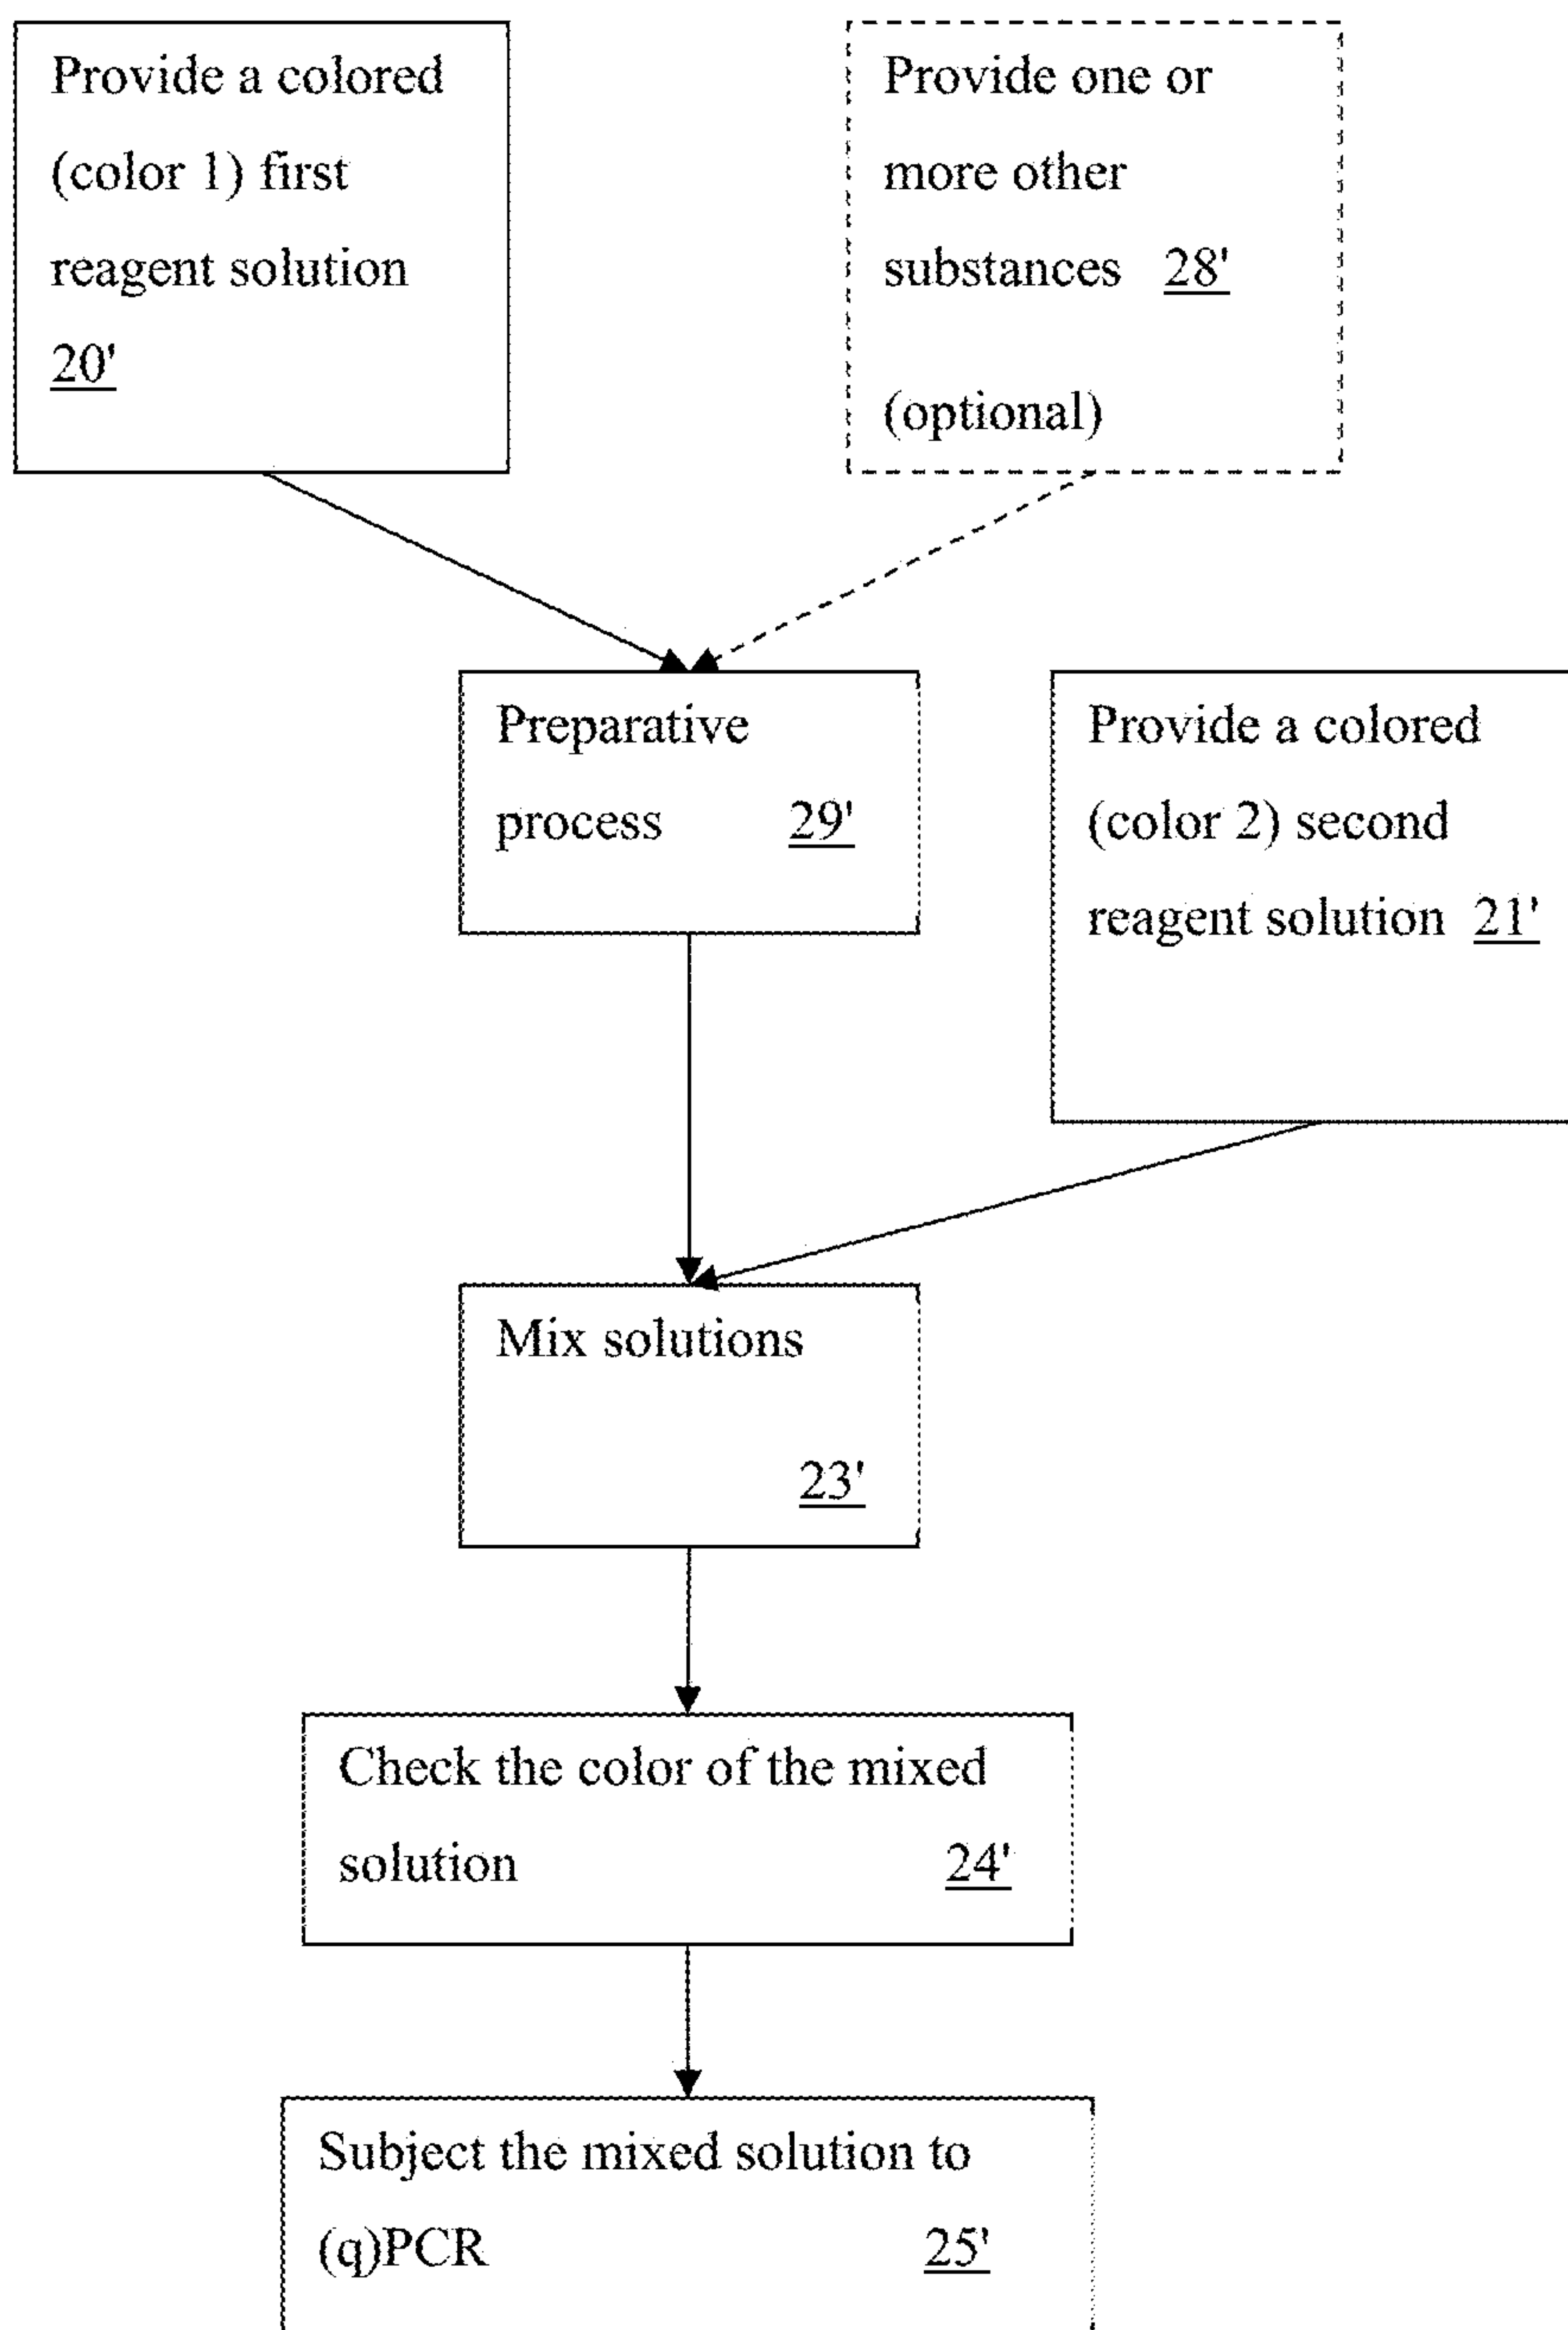 Provide a colored
(color 1) first
reagent solution
20'
Provide one or
more other
substances 28'
(optional)
Preparative
process 29'
Provide a colored
(color 2) second
reagent solution 21'
Mix solutions
23'
Check the color of the mixed
solution 24'
Subject the mixed solution to
(q)PCR 25'